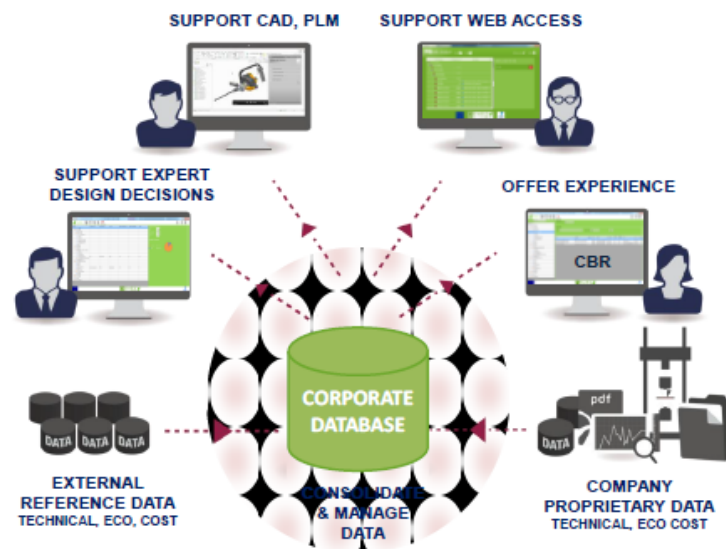 SUPPORT CAD, PLM
SUPPORT WEB ACCESS
SUPPORT EXPERT
DESIGN DECISIONS
OFFER EXPERIENCE
CBR
CORPORATE
DATABASE
pdf
DATA
DATA
DATA
DATA
EXTERNAL
REFERENCE DATA
TECHNICAL, ECO, COST
CONSOLIDATE
& MANAGE
DATA
COMPANY
PROPRIETARY DATA
TECHNICAL, ECO COST